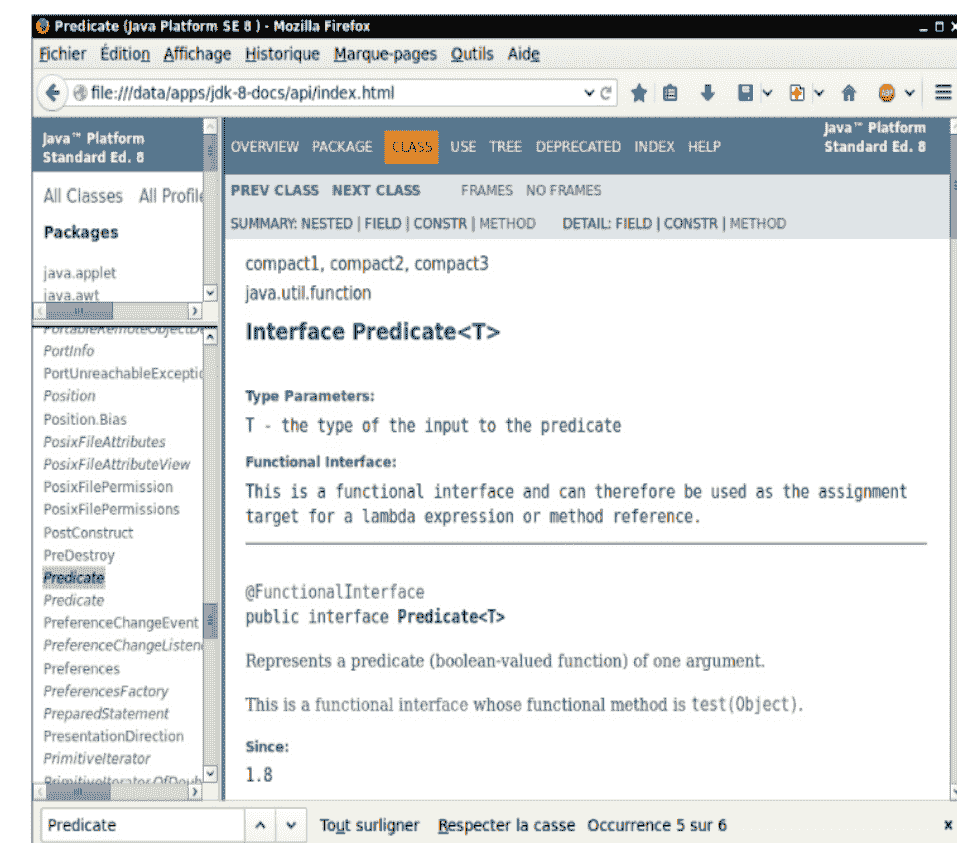 Predicate (Java Platform SE 8 ) - Mozilla Firefox
Fichier Édition Affichage Historique Marque-pages Outils Aide
file:///data/apps/jdk-8-docs/api/index.html
Java™ Platform
Standard Ed. 8
All Classes All Profile
Packages
java.applet
java.awt
PortableRemoteObjectDe
PortInfo
PortUnreachableExceptio
Position
Position.Bias
PosixFileAttributes
PosixFileAttributeView
PosixFilePermission
PosixFilePermissions
PostConstruct
PreDestroy
Predicate
Predicate
PreferenceChangeEvent
PreferenceChangeListene
Preferences
PreferencesFactory
PreparedStatement
PresentationDirection
PrimitiveIterator
PrimitiveIterator.OfDoub
OVERVIEW PACKAGE CLASS USE TREE DEPRECATED INDEX HELP
Java™ Platform
Standard Ed. 8
PREV CLASS NEXT CLASS FRAMES NO FRAMES
SUMMARY: NESTED | FIELD | CONSTR | METHOD DETAIL: FIELD | CONSTR | METHOD
compact1, compact2, compact3
java.util.function
Interface Predicate<T>
Type Parameters:
T - the type of the input to the predicate
Functional Interface:
This is a functional interface and can therefore be used as the assignment
target for a lambda expression or method reference.
@FunctionalInterface
public interface Predicate<T>
Represents a predicate (boolean-valued function) of one argument.
This is a functional interface whose functional method is test(Object).
Since:
1.8
Predicate Tout surligner Respecter la casse Occurrence 5 sur 6